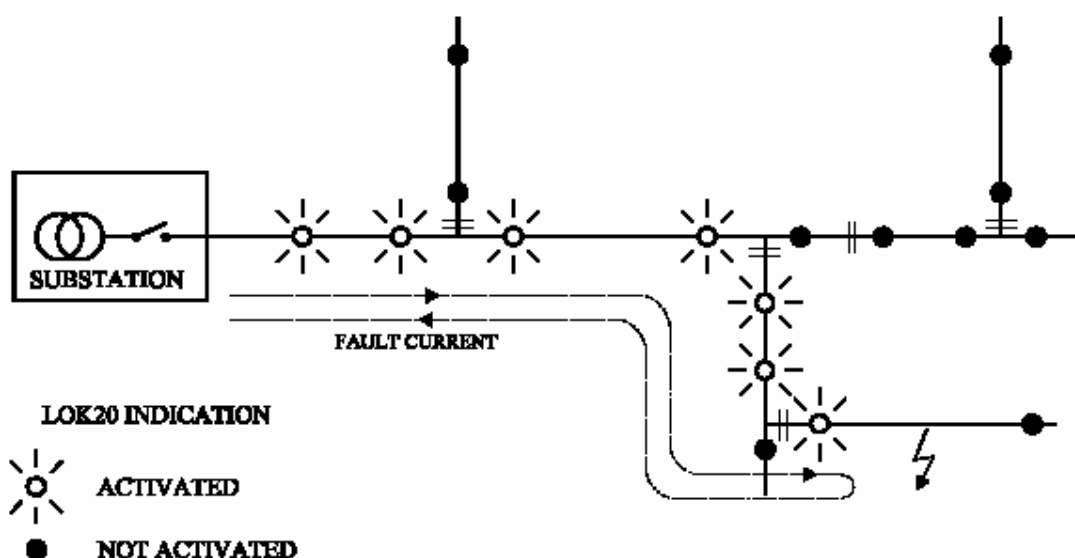 SUBSTATION
FAULT CURRENT
LOK20 INDICATION
ACTIVATED
NOT ACTIVATED